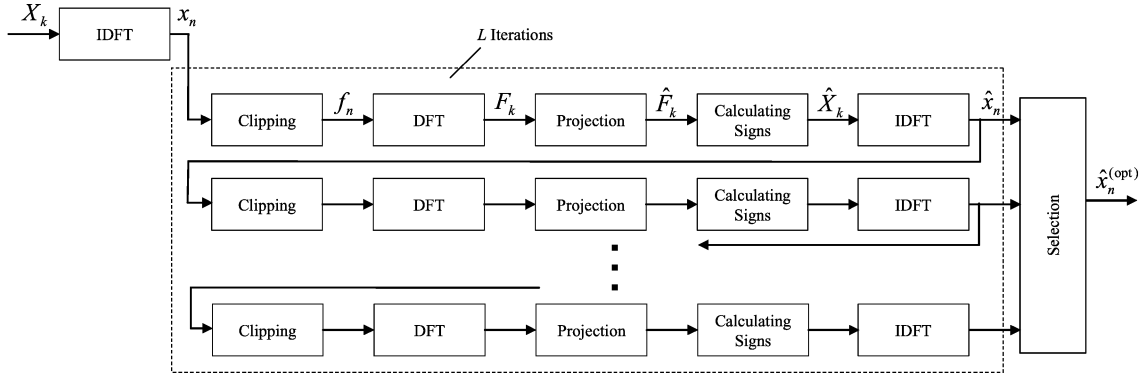 X_k
x_n
IDFT
L Iterations
f_n
F_k
F̂_k
X̂_k
x̂_n
Clipping
DFT
Projection
Calculating
Signs
IDFT
Clipping
DFT
Projection
Calculating
Signs
IDFT
x̂_n^(opt)
Selection
Clipping
DFT
Projection
Calculating
Signs
IDFT